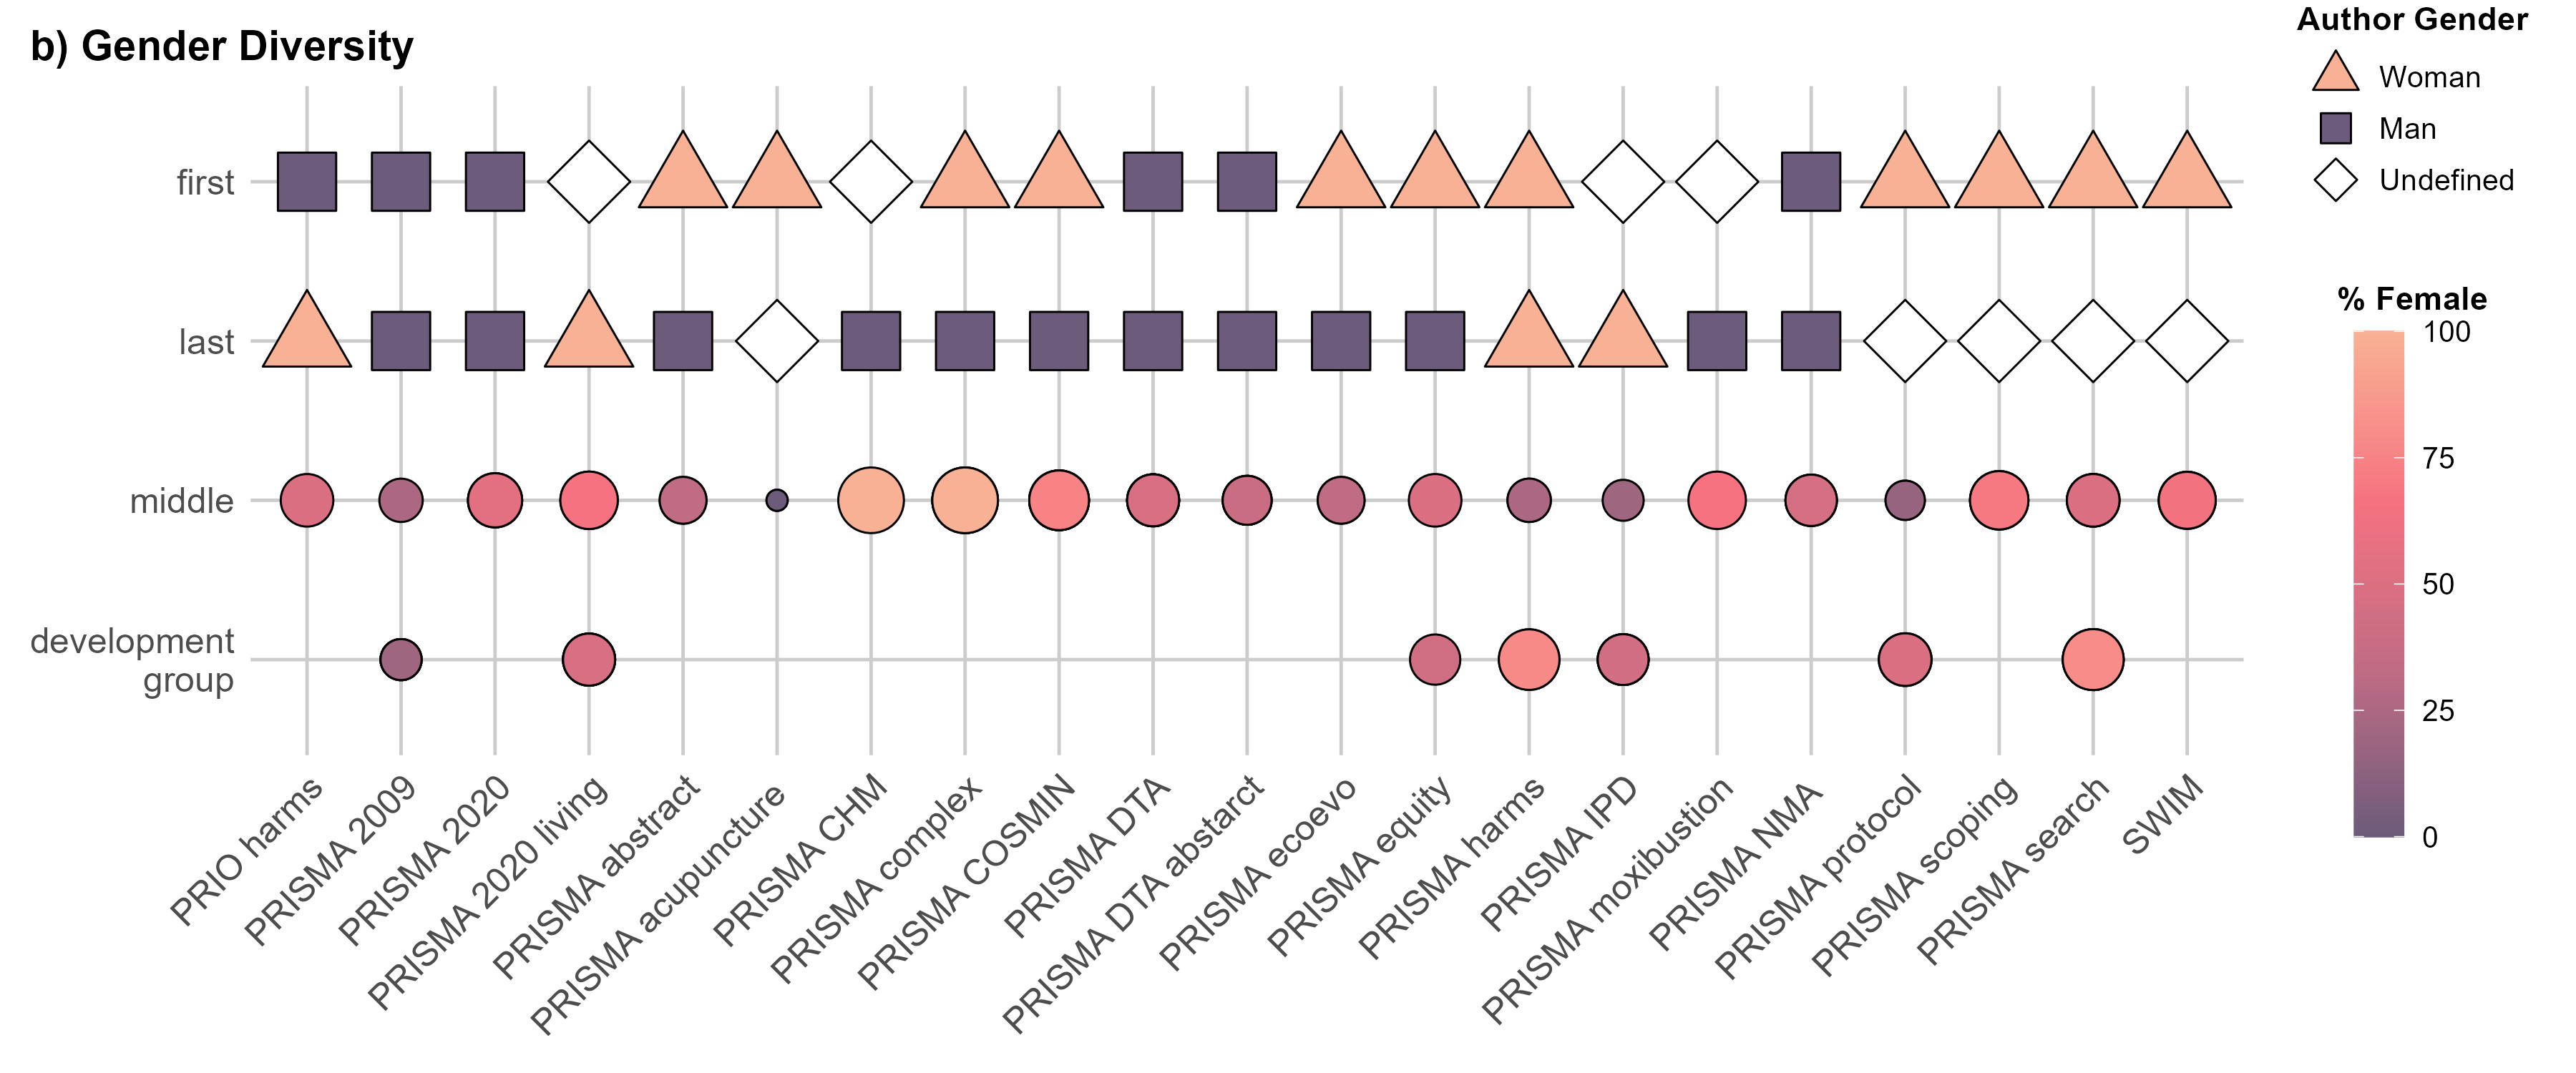 b) Gender Diversity
Author Gender
Woman
Man
Undefined
first
last
middle
development
group
% Female
100
75
50
25
0
PRIO harms
PRISMA 2009
PRISMA 2020
PRISMA 2020 living
PRISMA abstract
PRISMA acupuncture
PRISMA CHM
PRISMA complex
PRISMA COSMIN
PRISMA DTA
PRISMA DTA abstarct
PRISMA ecoevo
PRISMA equity
PRISMA harms
PRISMA IPD
PRISMA moxibustion
PRISMA NMA
PRISMA protocol
PRISMA scoping
PRISMA search
SWIM